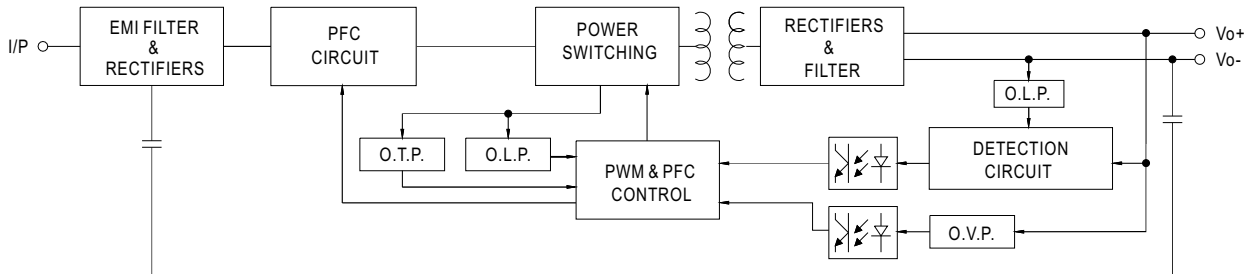 I/P
EMI FILTER
&
RECTIFIERS
PFC
CIRCUIT
POWER
SWITCHING
RECTIFIERS
&
FILTER
Vo+
Vo-
O.L.P.
O.T.P.
O.L.P.
PWM & PFC
CONTROL
DETECTION
CIRCUIT
O.V.P.